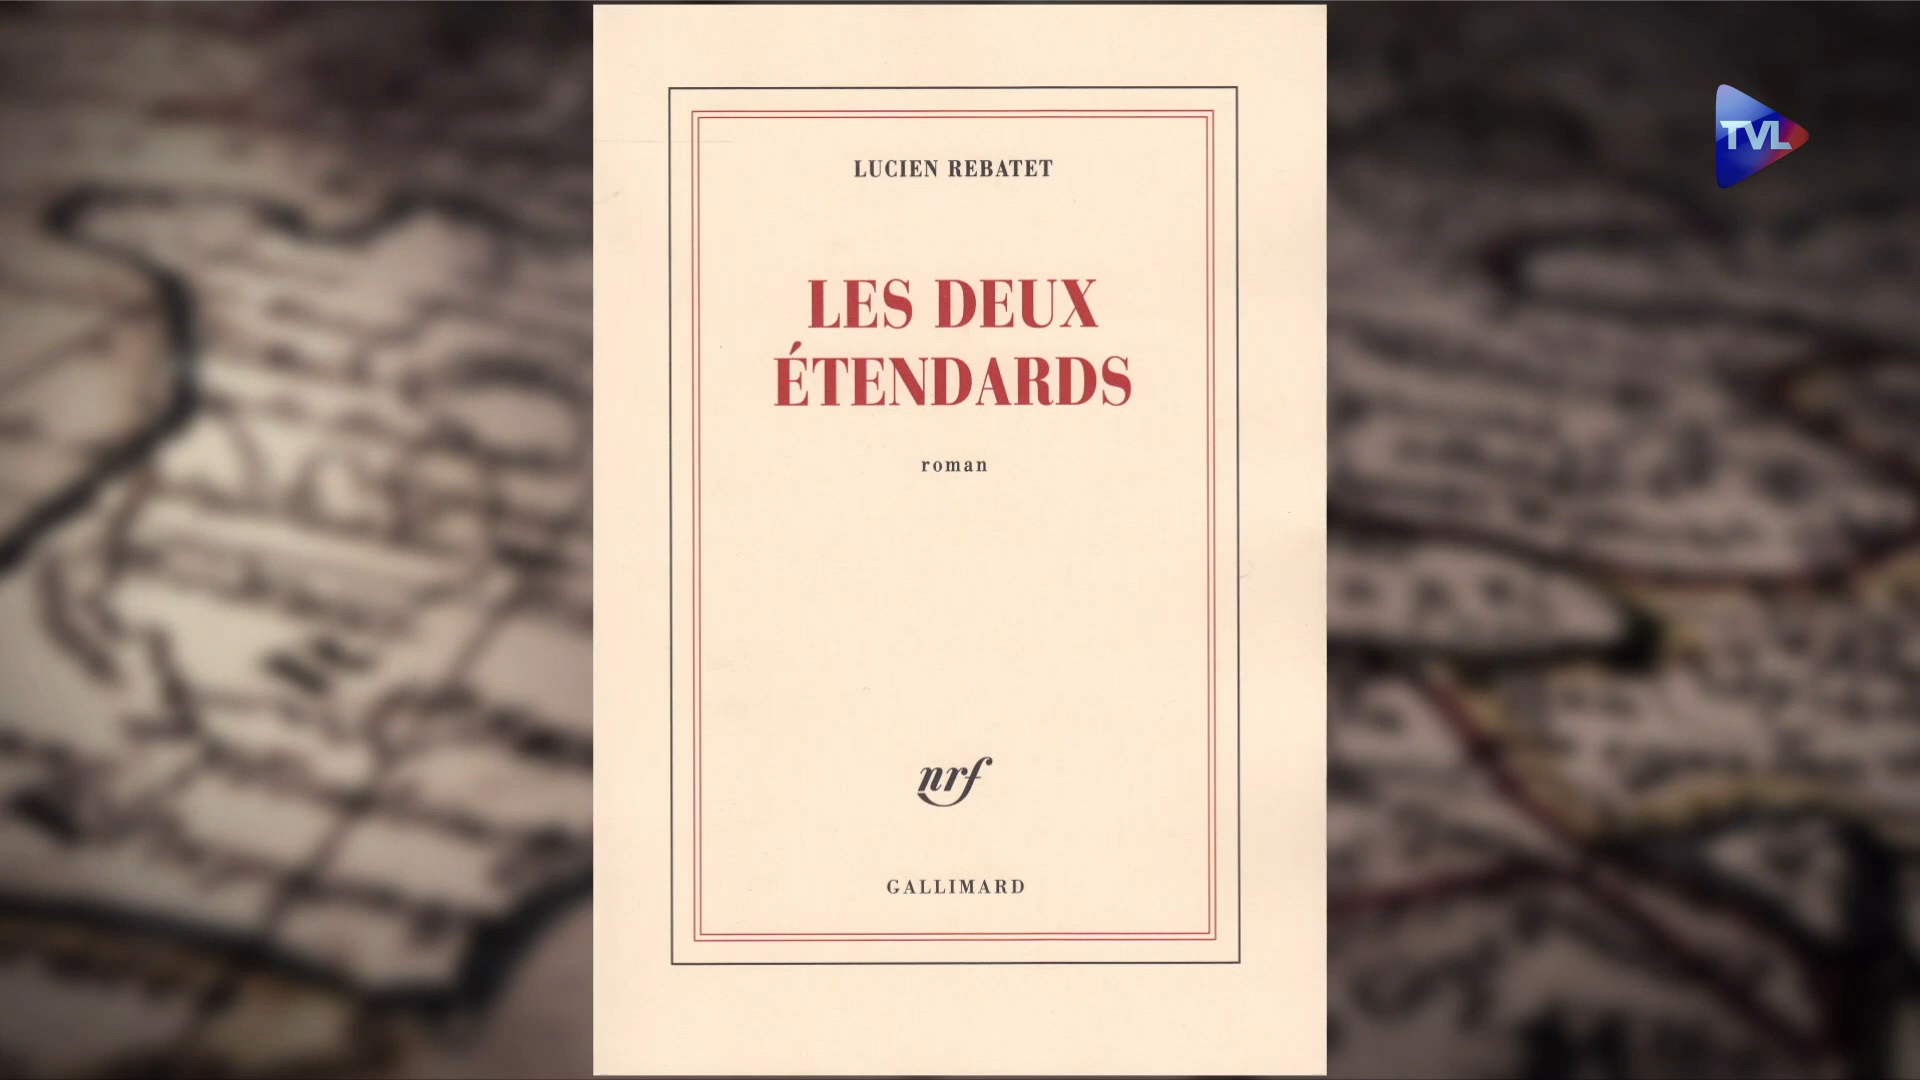 LUCIEN REBATET
LES DEUX
ÉTENDARDS
roman
nrf
GALLIMARD
TVL